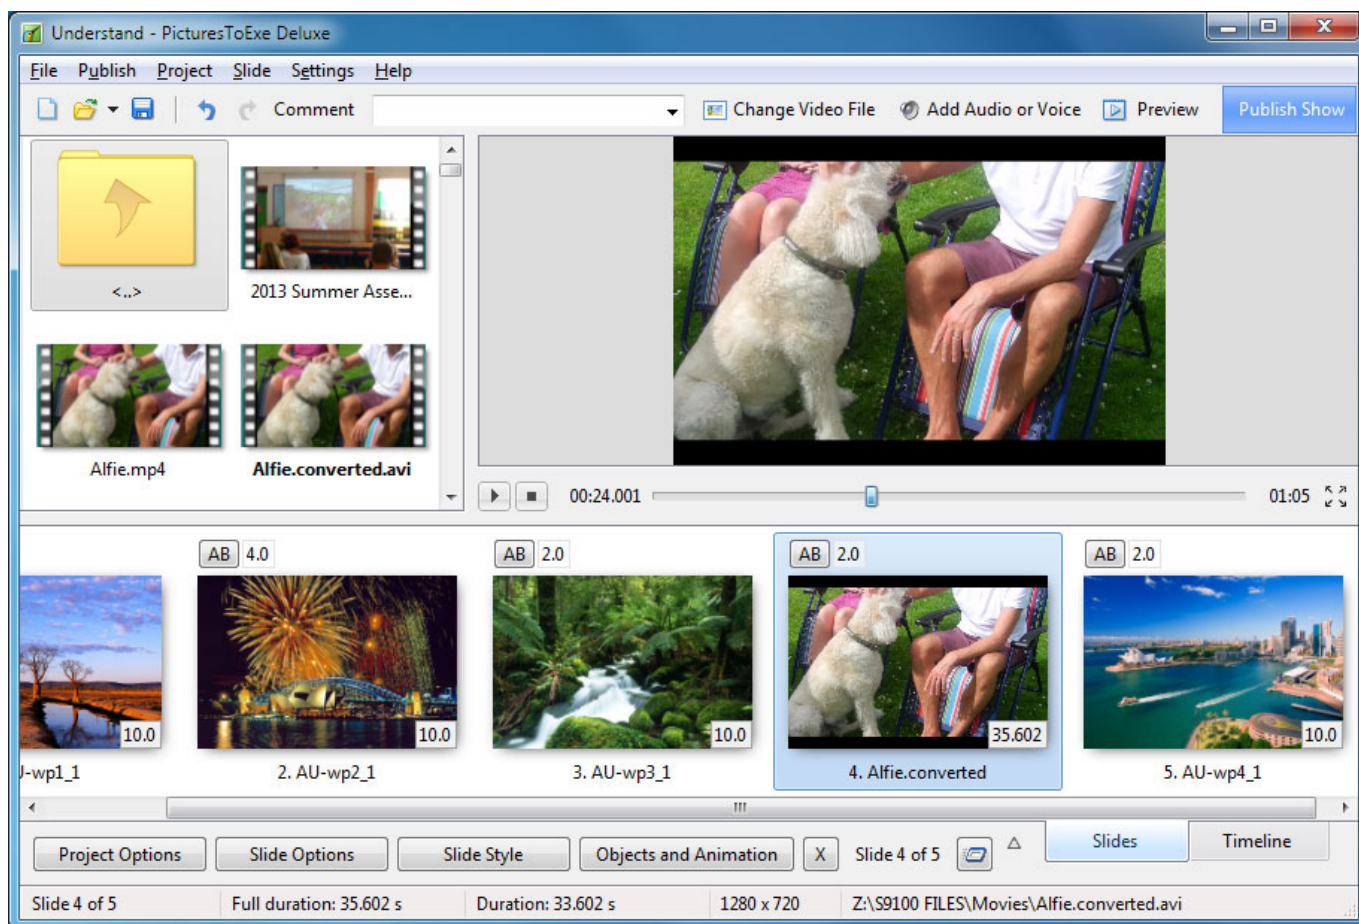 Understand - PicturesToExe Deluxe
File Publish Project Slide Settings Help
Comment Change Video File Add Audio or Voice Preview Publish Show
<..>
2013 Summer Asse...
Alfie.mp4
Alfie.converted.avi
00:24.001 01:05
AB 4.0 AB 2.0 AB 2.0 AB 2.0
10.0 10.0 10.0 35.602 10.0
J-wp1_1 2. AU-wp2_1 3. AU-wp3_1 4. Alfie.converted 5. AU-wp4_1
Project Options Slide Options Slide Style Objects and Animation X Slide 4 of 5 Slides Timeline
Slide 4 of 5 Full duration: 35.602 s Duration: 33.602 s 1280 x 720 Z:\S9100 FILES\Movies\Alfie.converted.avi